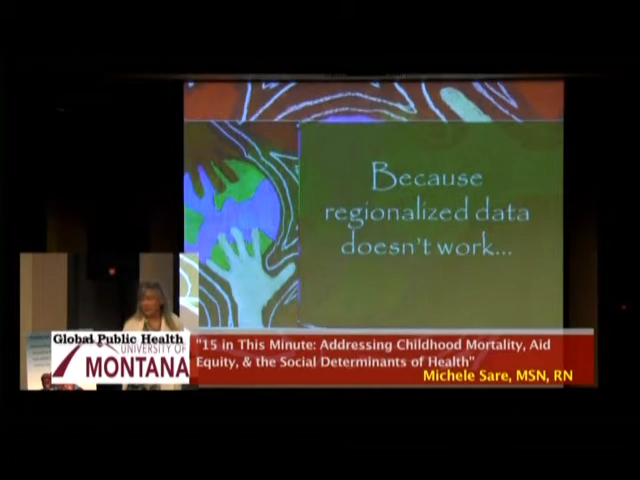 Because
regionalized data
doesn't work...
Global Public Health
UNIVERSITY OF
MONTANA
"15 in This Minute: Addressing Childhood Mortality, Aid
Equity, & the Social Determinants of Health"
Michele Sare, MSN, RN